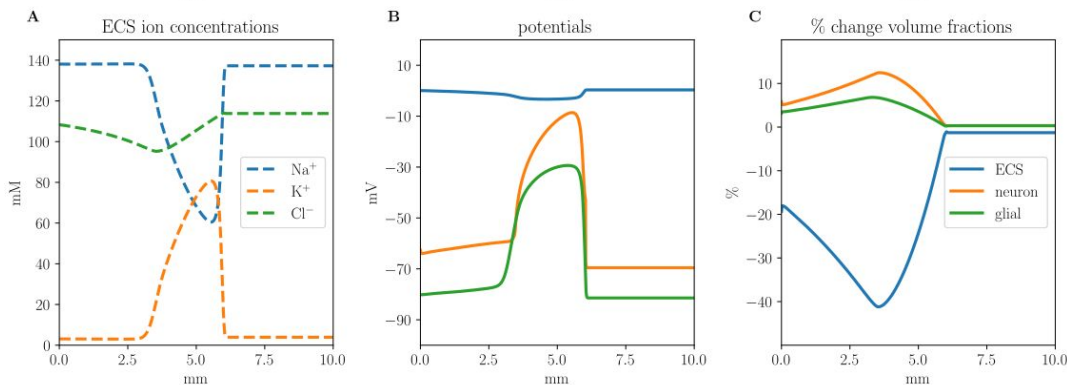 A
ECS ion concentrations
140
120
100
80
60
40
20
0
mM
0.0
2.5
5.0
7.5
10.0
mm
Na⁺
K⁺
Cl⁻
B
potentials
10
−10
−30
−50
−70
−90
mV
0.0
2.5
5.0
7.5
10.0
mm
C
% change volume fractions
10
0
−10
−20
−30
−40
%
0.0
2.5
5.0
7.5
10.0
mm
ECS
neuron
glial